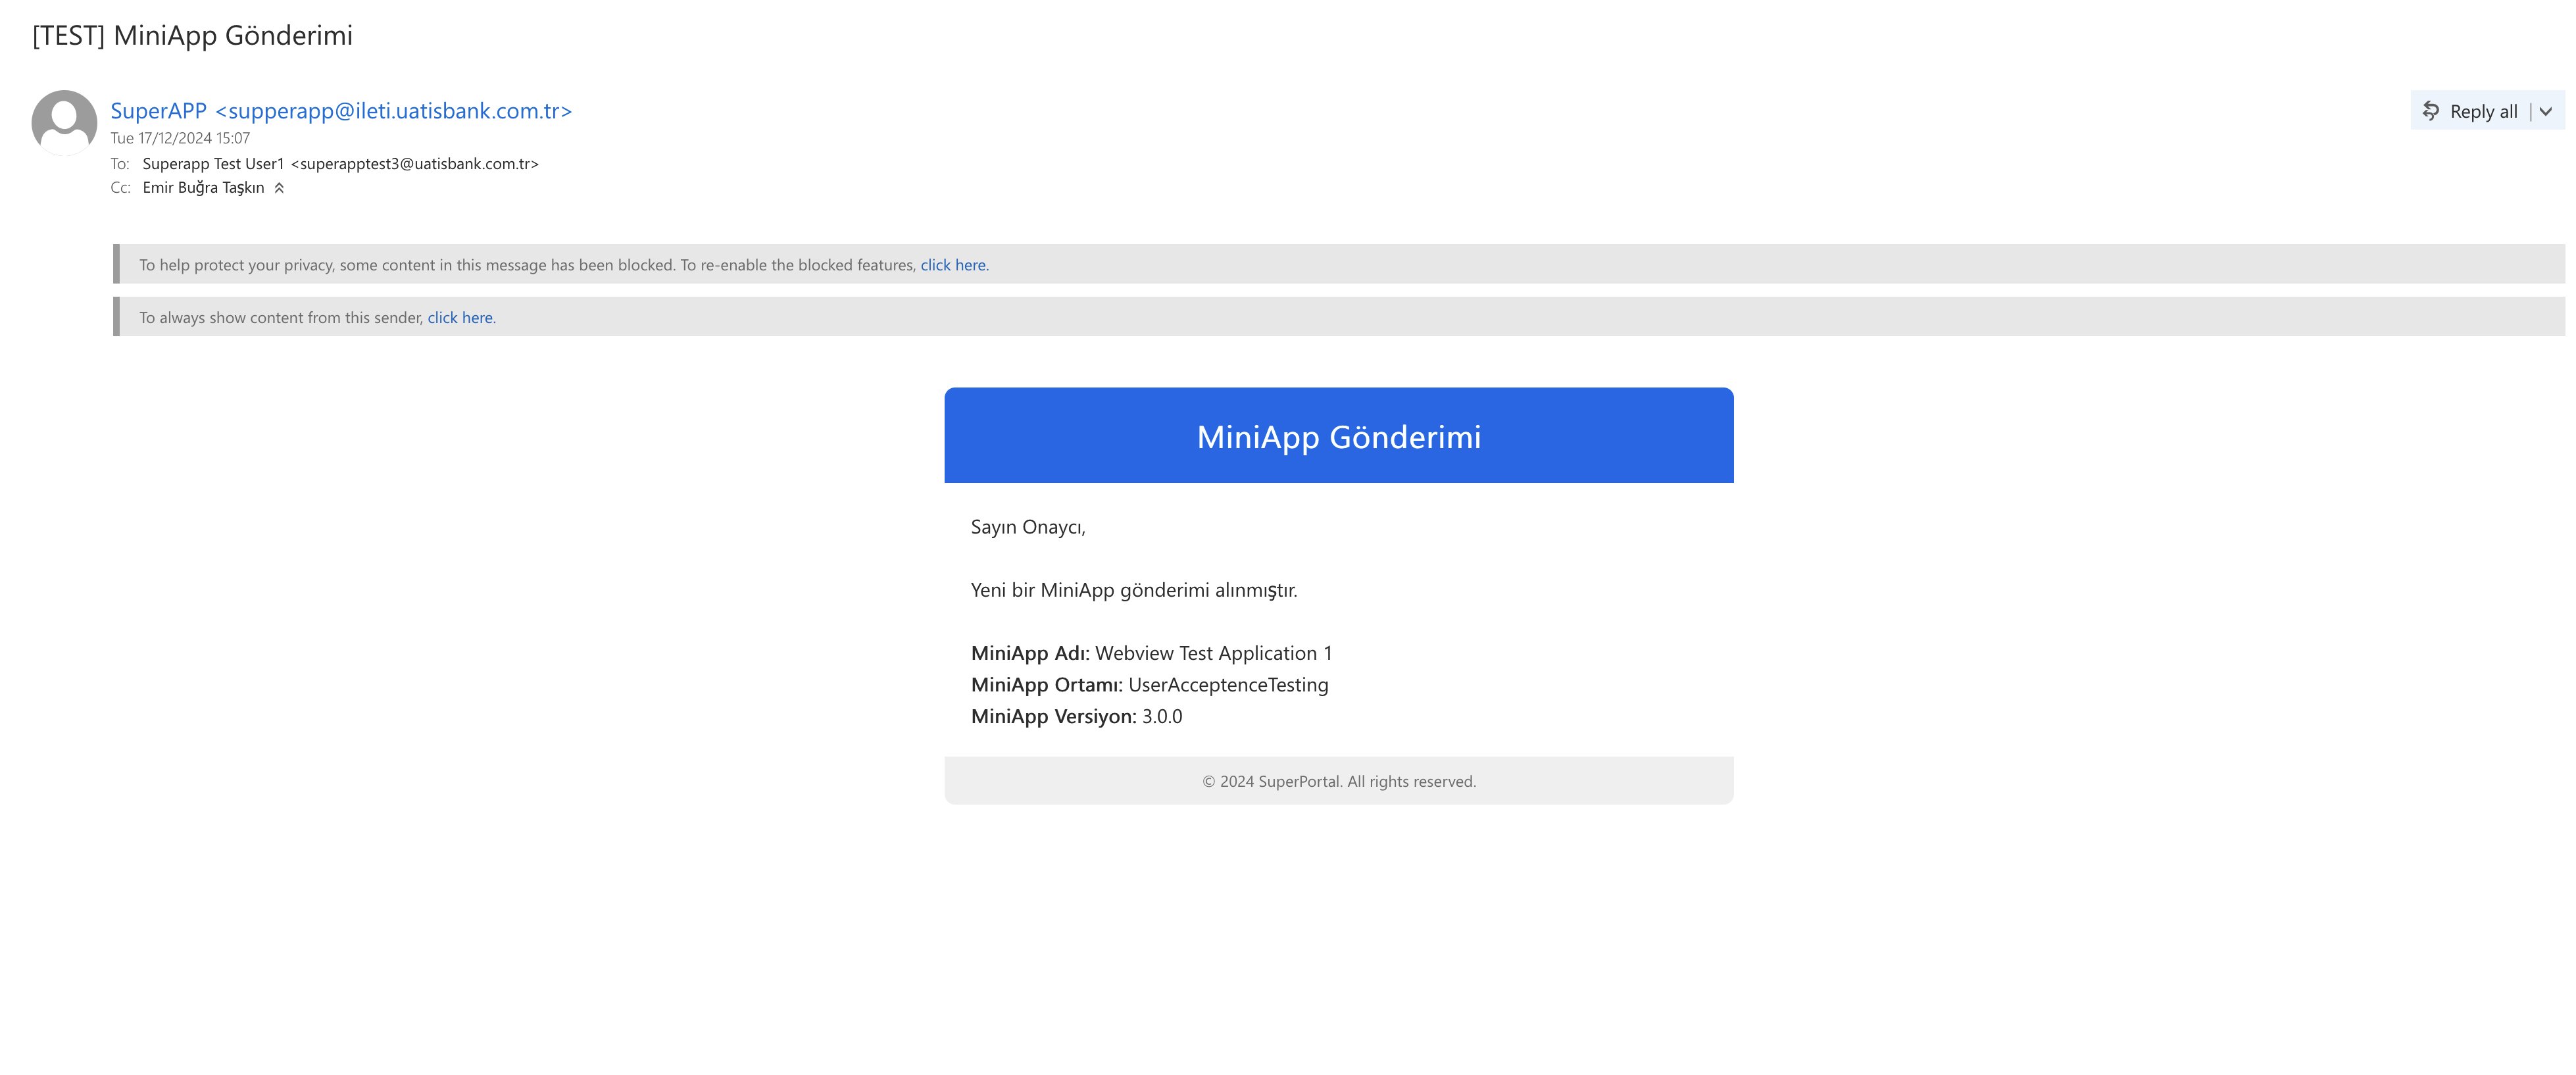 [TEST] MiniApp Gönderimi
SuperAPP <supperapp@ileti.uatisbank.com.tr>
Reply all
Tue 17/12/2024 15:07
To: Superapp Test User1 <superapptest3@uatisbank.com.tr>
Cc: Emir Buğra Taşkın
To help protect your privacy, some content in this message has been blocked. To re-enable the blocked features, click here.
To always show content from this sender, click here.
MiniApp Gönderimi
Sayın Onaycı,
Yeni bir MiniApp gönderimi alınmıştır.
MiniApp Adı: Webview Test Application 1
MiniApp Ortamı: UserAcceptenceTesting
MiniApp Versiyon: 3.0.0
© 2024 SuperPortal. All rights reserved.